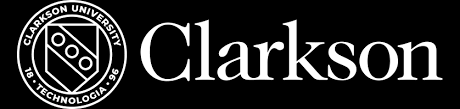 CLARKSON UNIVERSITY
Clarkson
18 • TECHNOLOGIA • 96